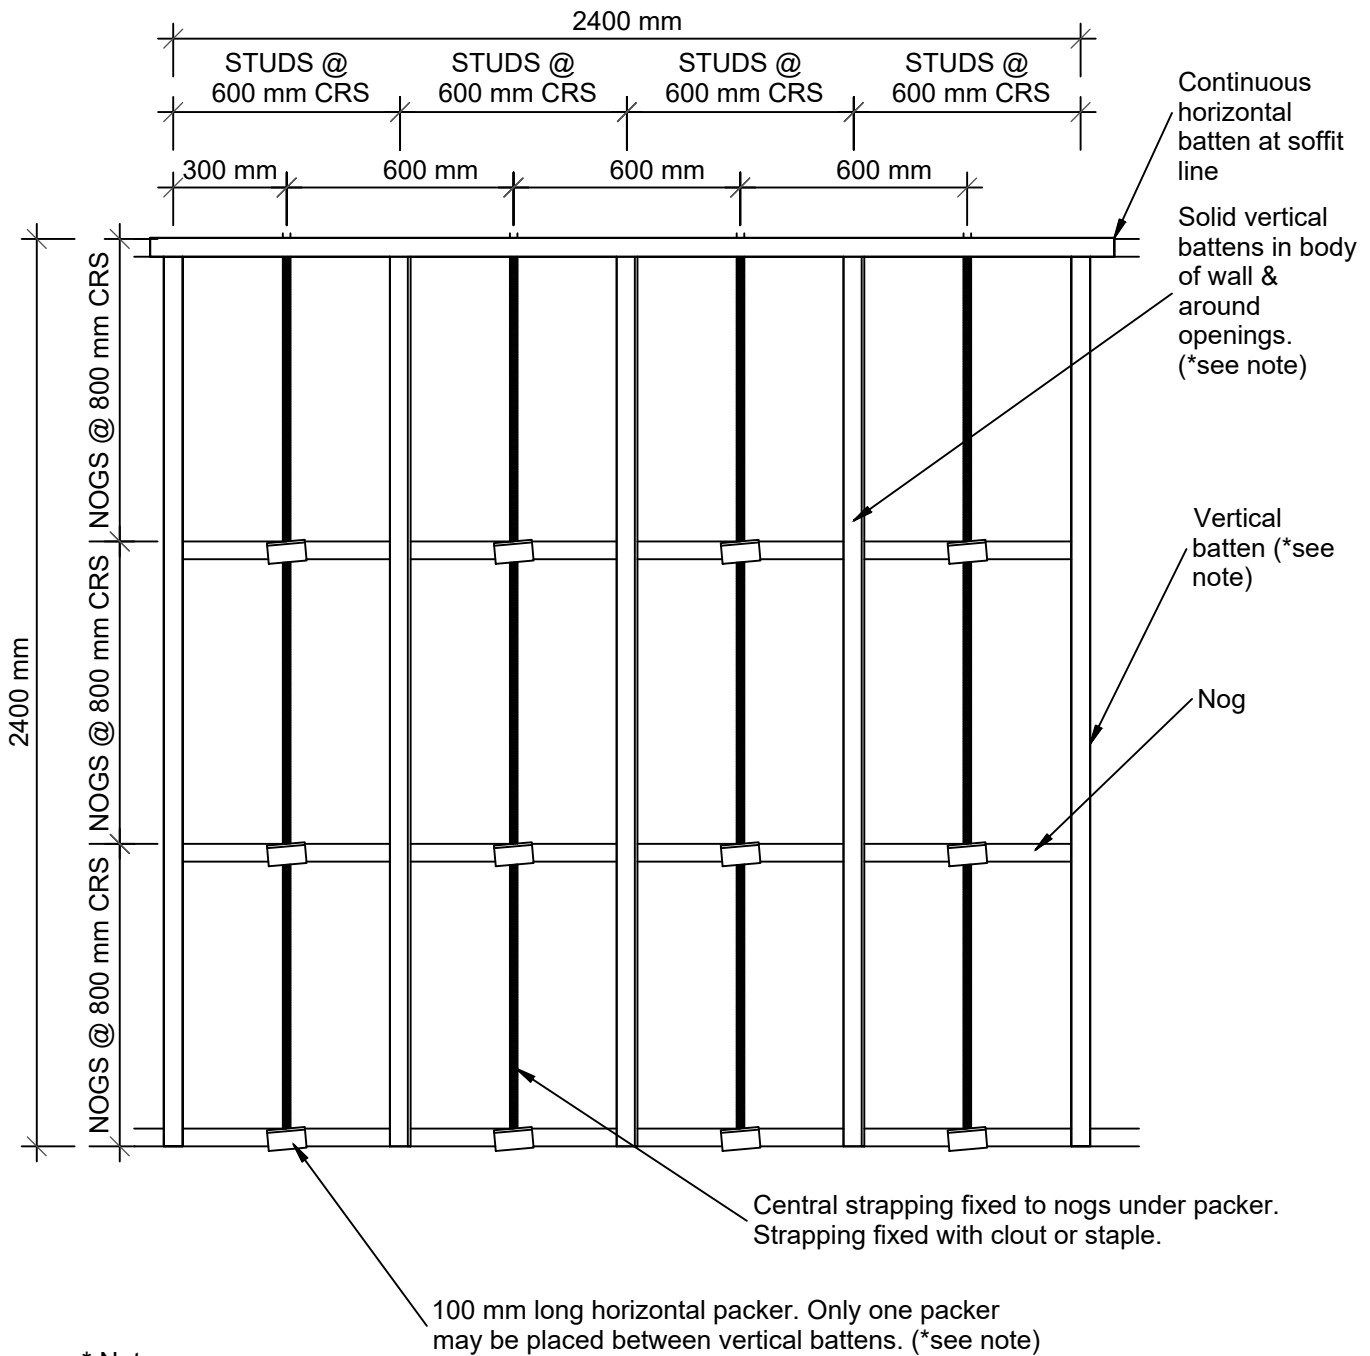 2400 mm
STUDS @
600 mm CRS
STUDS @
600 mm CRS
STUDS @
600 mm CRS
STUDS @
600 mm CRS
300 mm
600 mm
600 mm
600 mm
Continuous
horizontal
batten at soffit
line
Solid vertical
battens in body
of wall &
around
openings.
(*see note)
Vertical
batten (*see
note)
Nog
2400 mm
NOGS @ 800 mm CRS
NOGS @ 800 mm CRS
NOGS @ 800 mm CRS
Central strapping fixed to nogs under packer.
Strapping fixed with clout or staple.
100 mm long horizontal packer. Only one packer
may be placed between vertical battens. (*see note)